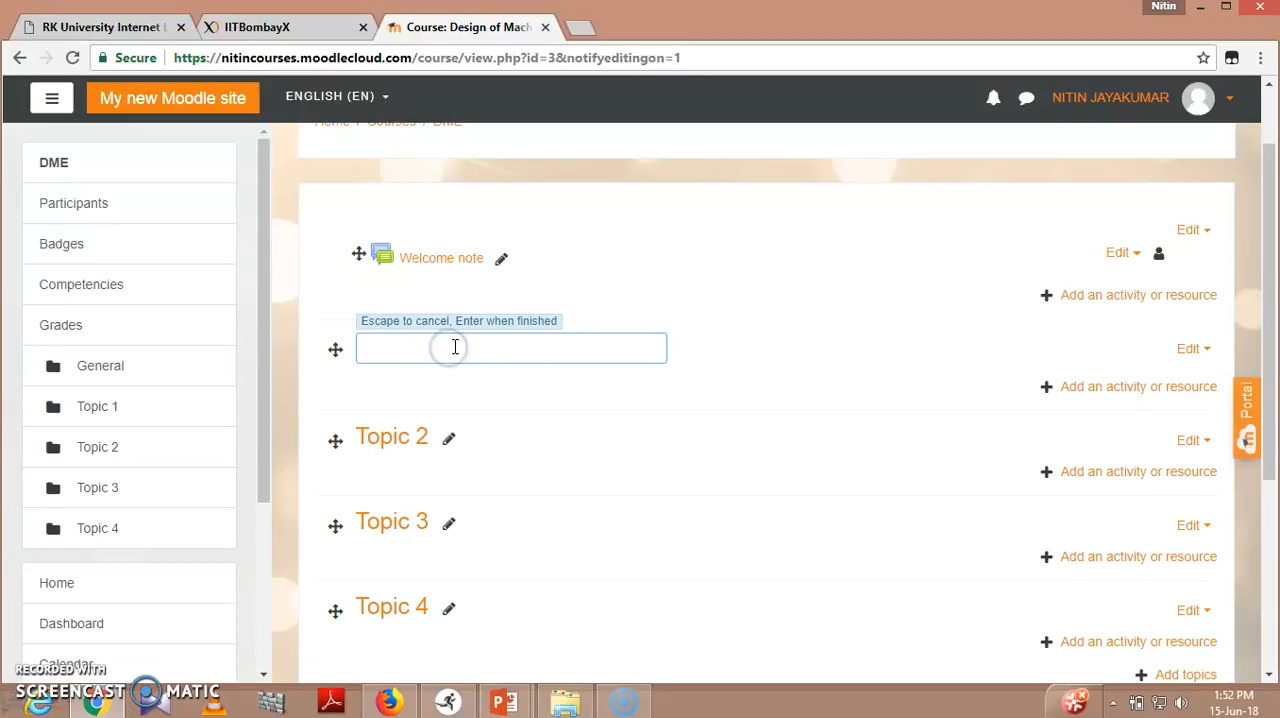 Nitin
RK University Internet
IITBombayX
Course: Design of Mach
Secure
https://nitincourses.moodlecloud.com/course/view.php?id=3&notifyeditingon=1
My new Moodle site
ENGLISH (EN)
NITIN JAYAKUMAR
Home / Courses / DME
DME
Participants
Badges
Competencies
Grades
General
Topic 1
Topic 2
Topic 3
Topic 4
Home
Dashboard
Calendar
Edit
Welcome note
Edit
Add an activity or resource
Escape to cancel, Enter when finished
Edit
Add an activity or resource
Topic 2
Edit
Add an activity or resource
Topic 3
Edit
Add an activity or resource
Topic 4
Edit
Add an activity or resource
Add topics
Portal
RECORDED WITH
SCREENCAST MATIC
1:52 PM
15-Jun-18